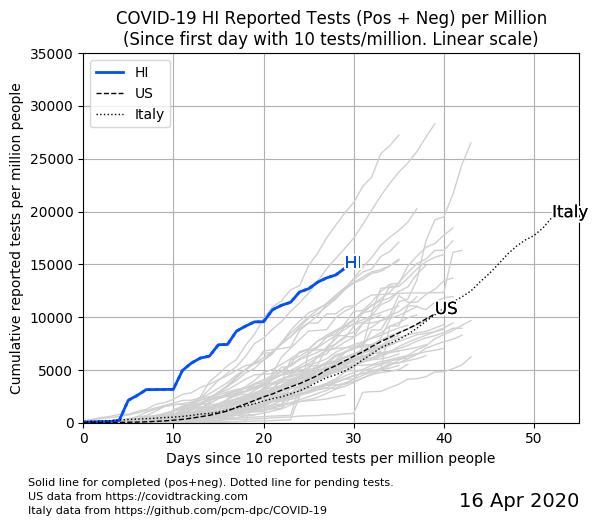 COVID-19 HI Reported Tests (Pos + Neg) per Million
(Since first day with 10 tests/million. Linear scale)
Cumulative reported tests per million people
35000
30000
25000
20000
15000
10000
5000
0
HI
US
Italy
Italy
HI
US
0 10 20 30 40 50
Days since 10 reported tests per million people
Solid line for completed (pos+neg). Dotted line for pending tests.
US data from https://covidtracking.com
Italy data from https://github.com/pcm-dpc/COVID-19
16 Apr 2020